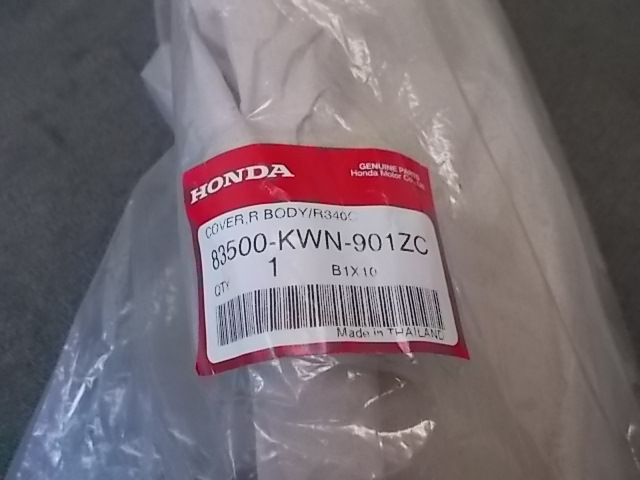 HONDA
GENUINE PARTS
Honda Motor Co., Ltd.
COVER,R BODY/R340C
83500-KWN-901ZC
QTY 1 B1X10
Made in THAILAND